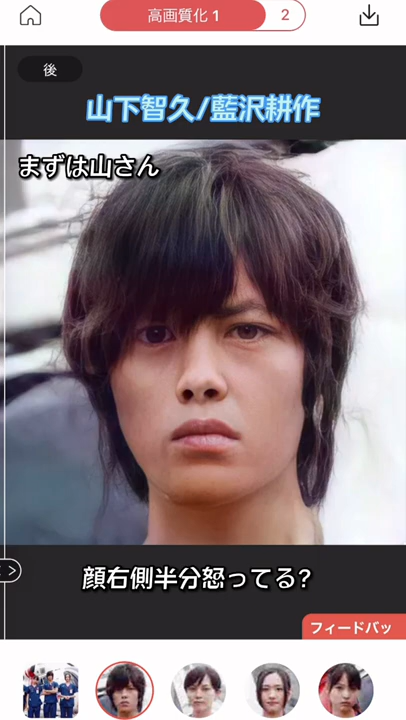 高画質化 1
2
後
山下智久/藍沢耕作
まずは山さん
顔右側半分怒ってる?
フィードバッ